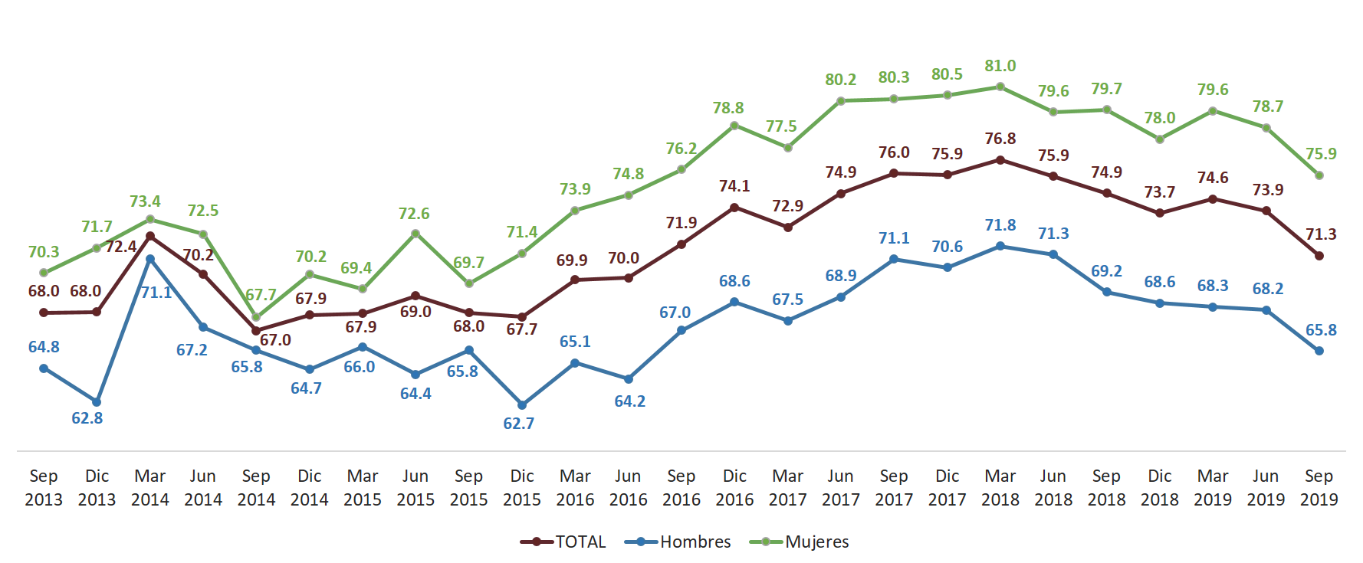 70.3 71.7 73.4 72.5 67.7 70.2 69.4 72.6 69.7 71.4 73.9 74.8 76.2 78.8 77.5 80.2 80.3 80.5 81.0 79.6 79.7 78.0 79.6 78.7 75.9
68.0 68.0 72.4 70.2 67.0 67.9 67.9 69.0 68.0 67.7 69.9 70.0 71.9 74.1 72.9 74.9 76.0 75.9 76.8 75.9 74.9 73.7 74.6 73.9 71.3
64.8 62.8 71.1 67.2 65.8 64.7 66.0 64.4 65.8 62.7 65.1 64.2 67.0 68.6 67.5 68.9 71.1 70.6 71.8 71.3 69.2 68.6 68.3 68.2 65.8
Sep Dic Mar Jun Sep Dic Mar Jun Sep Dic Mar Jun Sep Dic Mar Jun Sep Dic Mar Jun Sep Dic Mar Jun Sep
2013 2013 2014 2014 2014 2014 2015 2015 2015 2015 2016 2016 2016 2016 2017 2017 2017 2017 2018 2018 2018 2018 2019 2019 2019
TOTAL Hombres Mujeres